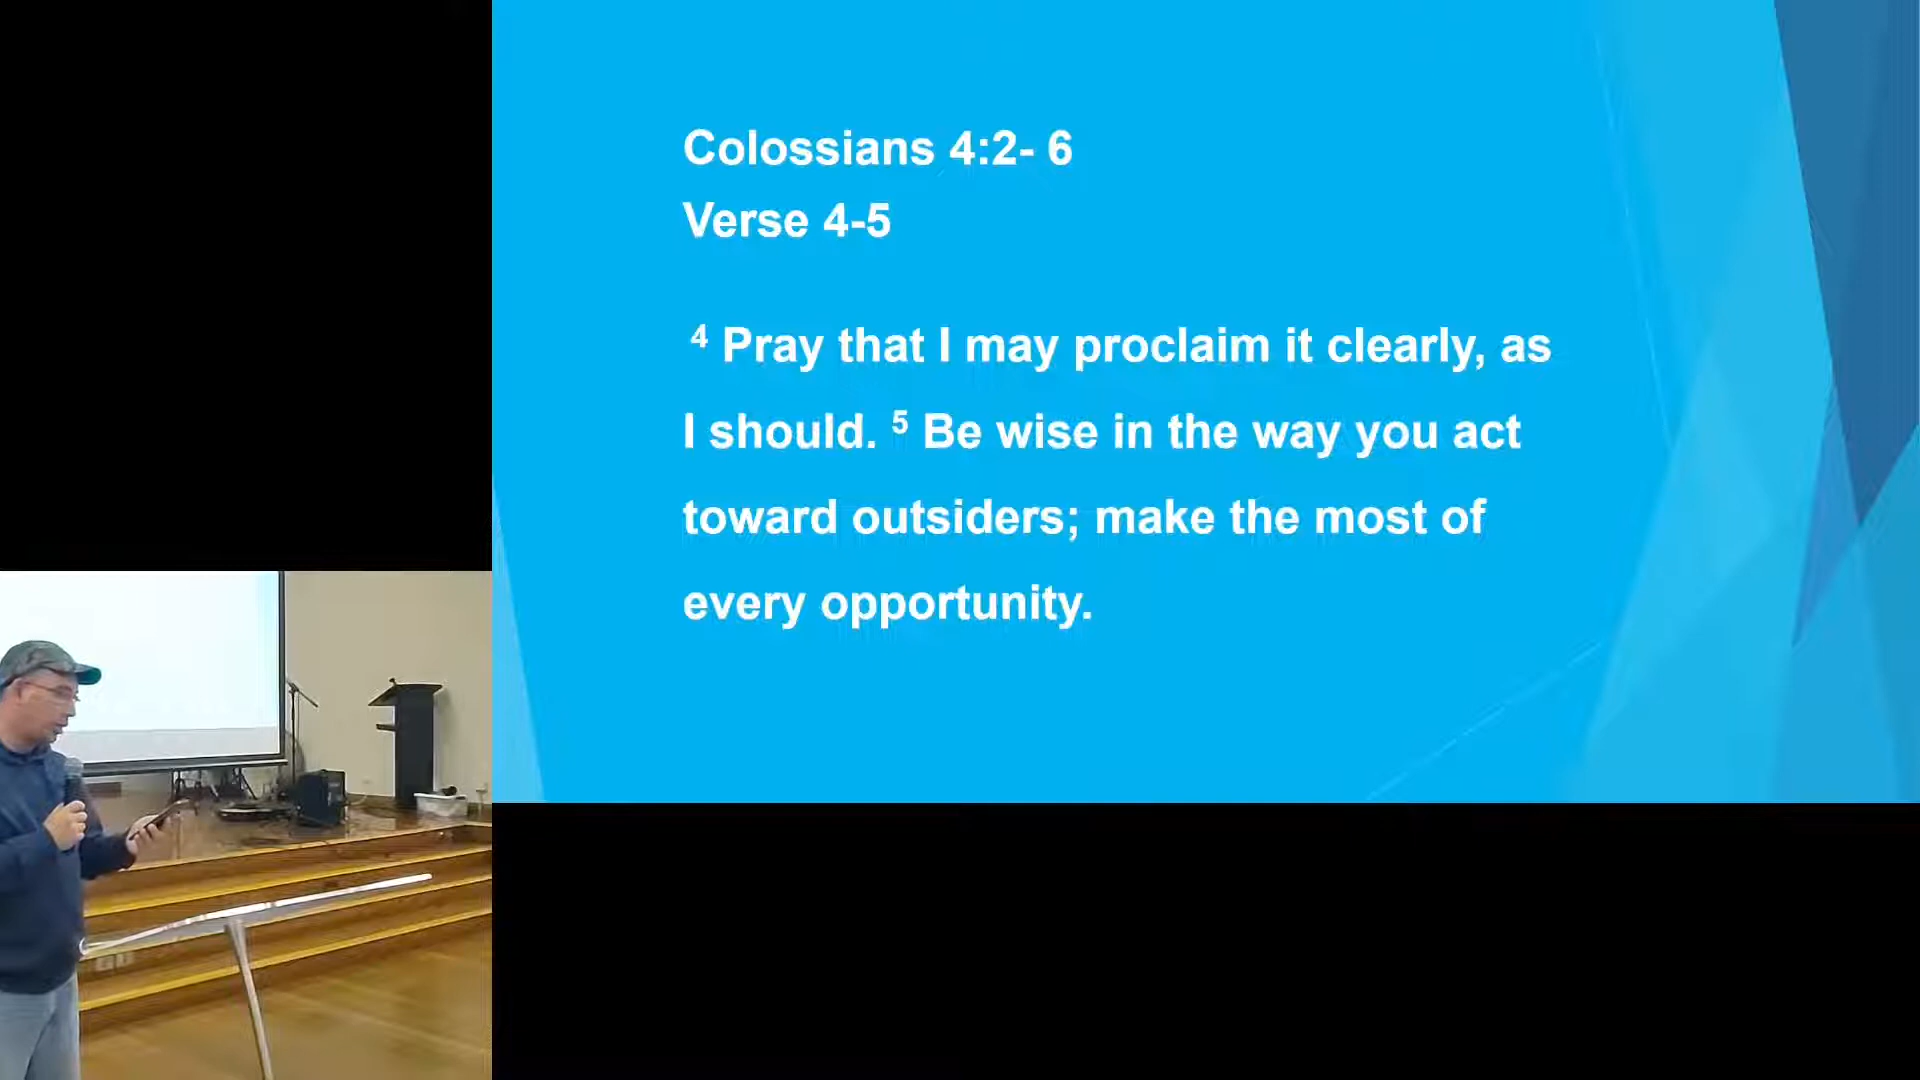 Colossians 4:2- 6
Verse 4-5
⁴ Pray that I may proclaim it clearly, as
I should. ⁵ Be wise in the way you act
toward outsiders; make the most of
every opportunity.